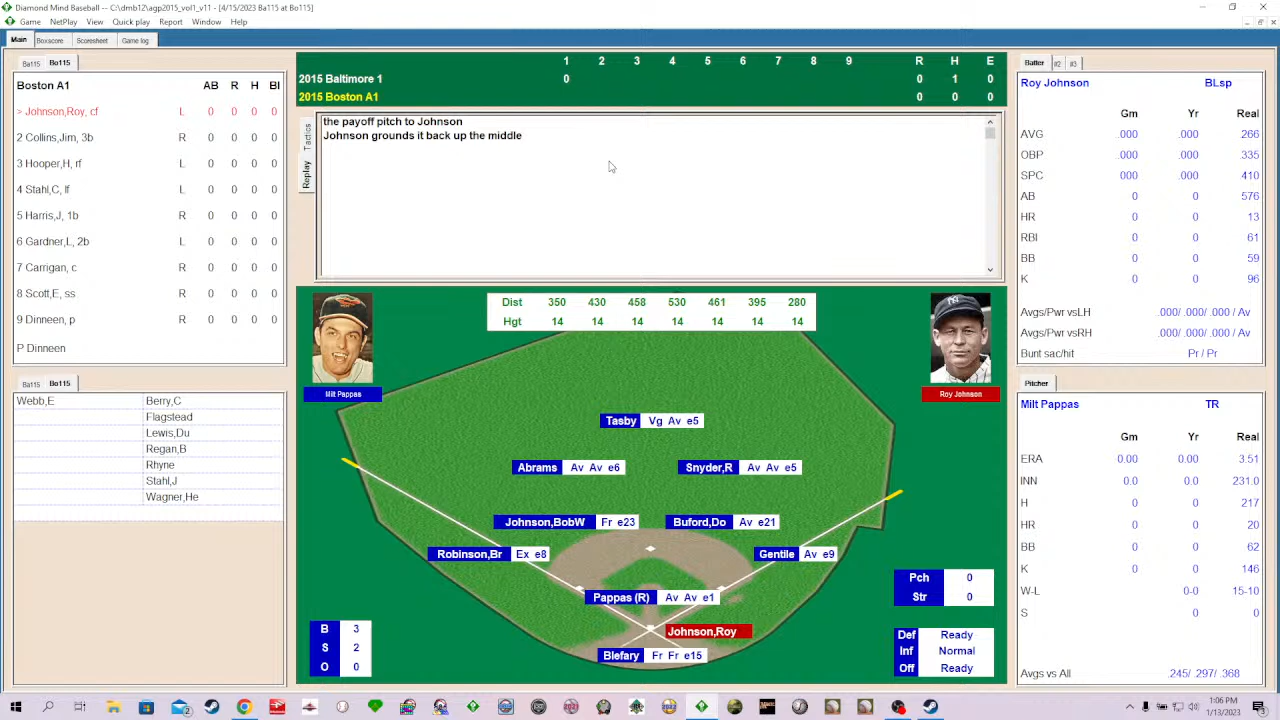 Diamond Mind Baseball -- C:\dmb12\agp2015_vol1_v11 - [4/15/2023 Ba115 at Bo115]
Game NetPlay View Quick play Report Window Help
Main Boxscore Scoresheet Game log
Ba115 Bo115
Boston A1 AB R H BI
> Johnson,Roy, cf L 0 0 0 0
2 Collins,Jim, 3b R 0 0 0 0
3 Hooper,H, rf L 0 0 0 0
4 Stahl,C, lf L 0 0 0 0
5 Harris,J, 1b R 0 0 0 0
6 Gardner,L, 2b L 0 0 0 0
7 Carrigan, c R 0 0 0 0
8 Scott,E, ss R 0 0 0 0
9 Dinneen, p R 0 0 0 0
P Dinneen
Ba115 Bo115
Webb,E Berry,C
Flagstead
Lewis,Du
Regan,B
Rhyne
Stahl,J
Wagner,He
1 2 3 4 5 6 7 8 9 R H E
2015 Baltimore 1 0 0 1 0
2015 Boston A1 0 0 0
Tactics
Replay
the payoff pitch to Johnson
Johnson grounds it back up the middle
Dist 350 430 458 530 461 395 280
Hgt 14 14 14 14 14 14 14
Milt Pappas
Roy Johnson
Tasby Vg Av e5
Abrams Av Av e6
Snyder,R Av Av e5
Johnson,BobW Fr e23
Buford,Do Av e21
Robinson,Br Ex e8
Gentile Av e9
Pappas (R) Av Av e1
Johnson,Roy
Blefary Fr Fr e15
B 3
S 2
O 0
Pch 0
Str 0
Def Ready
Inf Normal
Off Ready
Batter #2 #3
Roy Johnson BLsp
Gm Yr Real
AVG .000 .000 .266
OBP .000 .000 .335
SPC .000 .000 .410
AB 0 0 576
HR 0 0 13
RBI 0 0 61
BB 0 0 59
K 0 0 96
Avgs/Pwr vsLH .000/ .000/ .000 / Av
Avgs/Pwr vsRH .000/ .000/ .000 / Av
Bunt sac/hit Pr / Pr
Pitcher
Milt Pappas TR
Gm Yr Real
ERA 0.00 0.00 3.51
INN 0.0 0.0 231.0
H 0 0 217
HR 0 0 20
BB 0 0 62
K 0 0 146
W-L 0-0 15-10
S 0 0
Avgs vs All .245/ .297/ .368
1:06 PM
1/13/2023